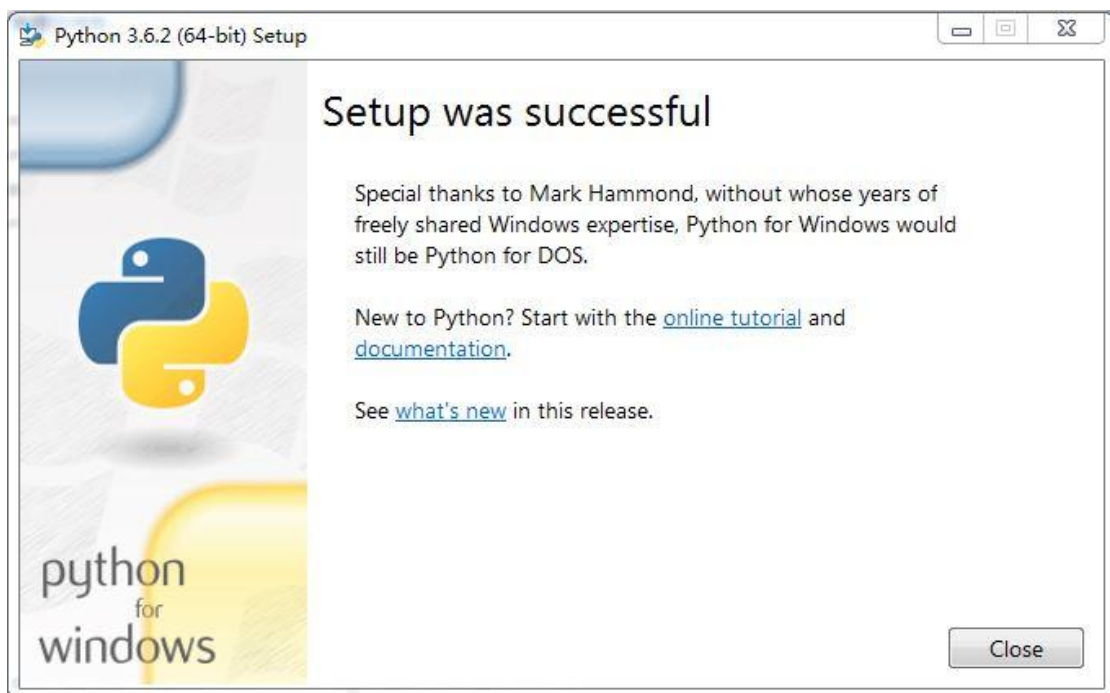 Python 3.6.2 (64-bit) Setup
Setup was successful
Special thanks to Mark Hammond, without whose years of
freely shared Windows expertise, Python for Windows would
still be Python for DOS.
New to Python? Start with the online tutorial and
documentation.
See what's new in this release.
python
for
windows
Close